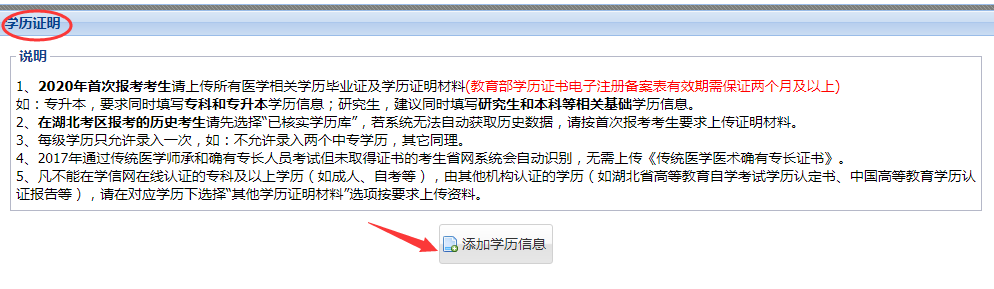 学历证明
说明
1、2020年首次报考考生请上传所有医学相关学历毕业证及学历证明材料(教育部学历证书电子注册备案表有效期需保证两个月及以上)
如：专升本，要求同时填写专科和专升本学历信息；研究生，建议同时填写研究生和本科等相关基础学历信息。
2、在湖北考区报考的历史考生请先选择“已核实学历库”，若系统无法自动获取历史数据，请按首次报考考生要求上传证明材料。
3、每级学历只允许录入一次，如：不允许录入两个中专学历，其它同理。
4、2017年通过传统医学师承和确有专长人员考试但未取得证书的考生省网系统会自动识别，无需上传《传统医学医术确有专长证书》。
5、凡不能在学信网在线认证的专科及以上学历（如成人、自考等），由其他机构认证的学历（如湖北省高等教育自学考试学历认定书、中国高等教育学历认
证报告等），请在对应学历下选择“其他学历证明材料”选项按要求上传资料。
添加学历信息